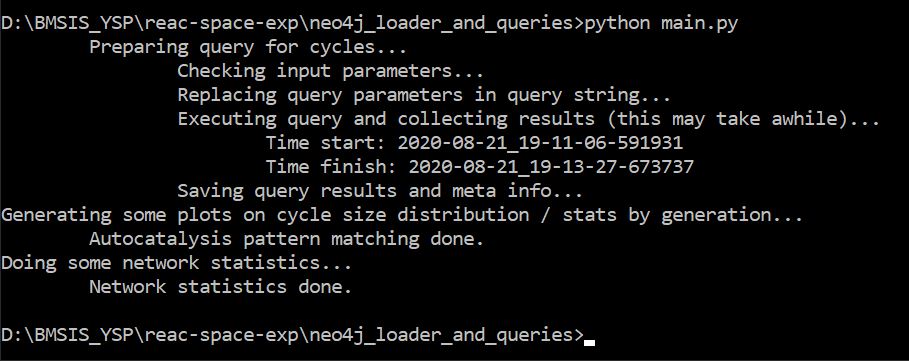 D:\BMSIS_YSP\reac-space-exp\neo4j_loader_and_queries>python main.py
Preparing query for cycles...
Checking input parameters...
Replacing query parameters in query string...
Executing query and collecting results (this may take awhile)...
Time start: 2020-08-21_19-11-06-591931
Time finish: 2020-08-21_19-13-27-673737
Saving query results and meta info...
Generating some plots on cycle size distribution / stats by generation...
Autocatalysis pattern matching done.
Doing some network statistics...
Network statistics done.
D:\BMSIS_YSP\reac-space-exp\neo4j_loader_and_queries>